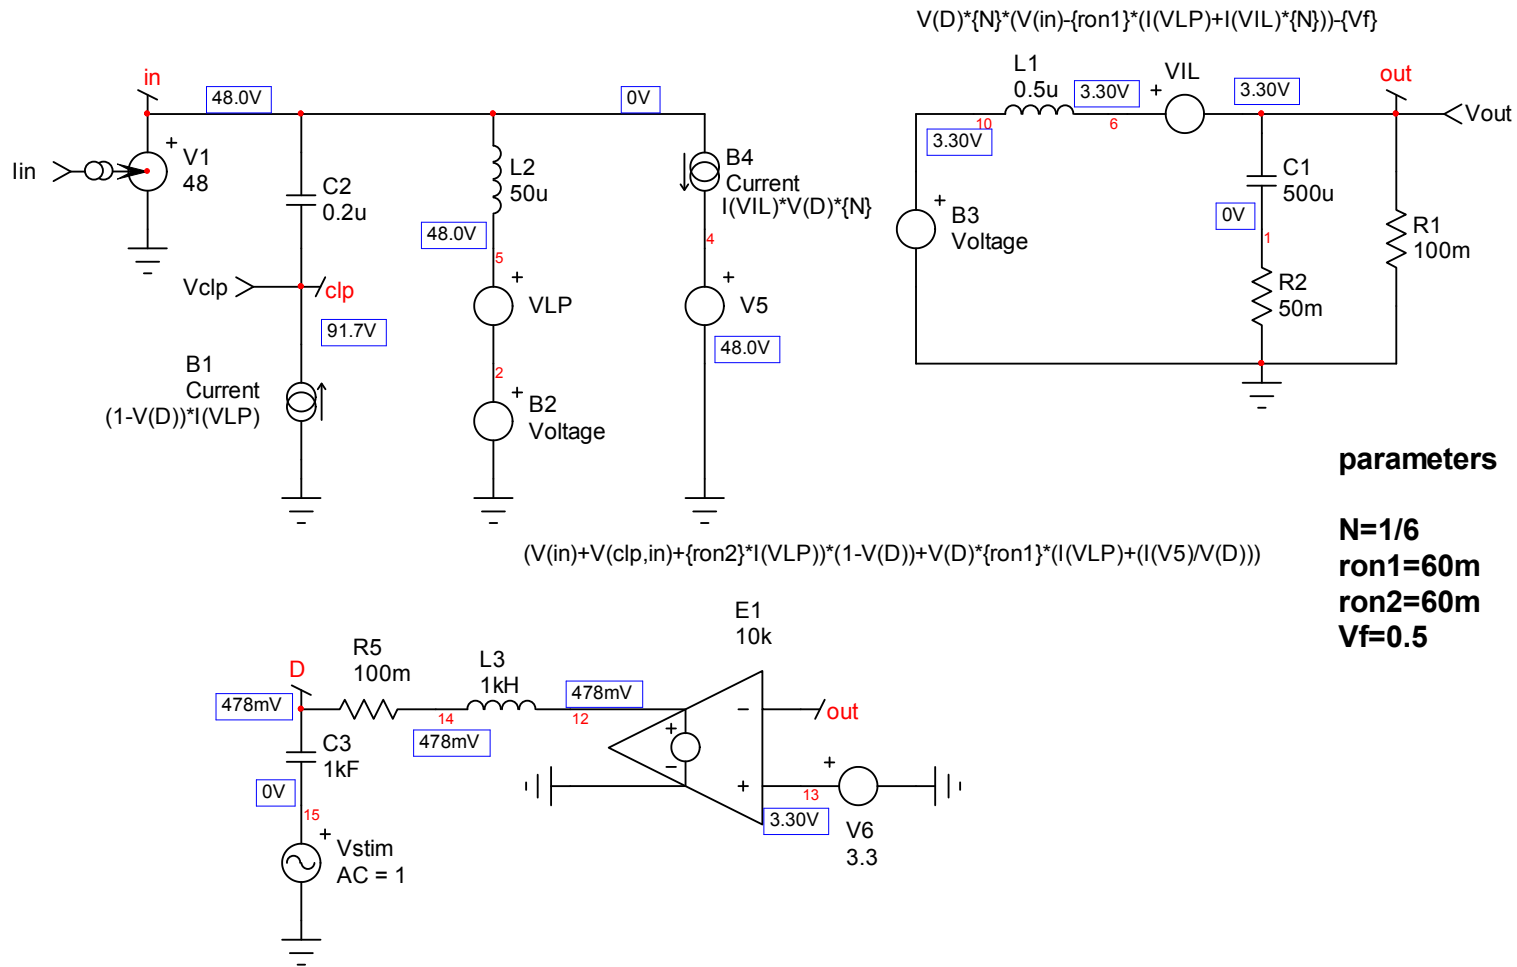 V(D)*{N}*(V(in)-{ron1}*(I(VLP)+I(VIL)*{N}))-{Vf}
in
48.0V
0V
Iin
V1
48
C2
0.2u
L2
50u
B4
Current
I(VIL)*V(D)*{N}
48.0V
5
4
Vclp
clp
91.7V
VLP
V5
48.0V
B1
Current
(1-V(D))*I(VLP)
2
B2
Voltage
L1
0.5u
3.30V
VIL
3.30V
out
Vout
10
6
3.30V
B3
Voltage
C1
500u
0V
1
R1
100m
R2
50m
parameters
N=1/6
ron1=60m
ron2=60m
Vf=0.5
(V(in)+V(clp,in)+{ron2}*I(VLP))*(1-V(D))+V(D)*{ron1}*(I(VLP)+(I(V5)/V(D)))
E1
10k
D
R5
100m
L3
1kH
478mV
478mV
14
12
478mV
out
C3
1kF
0V
15
Vstim
AC = 1
13
3.30V
V6
3.3